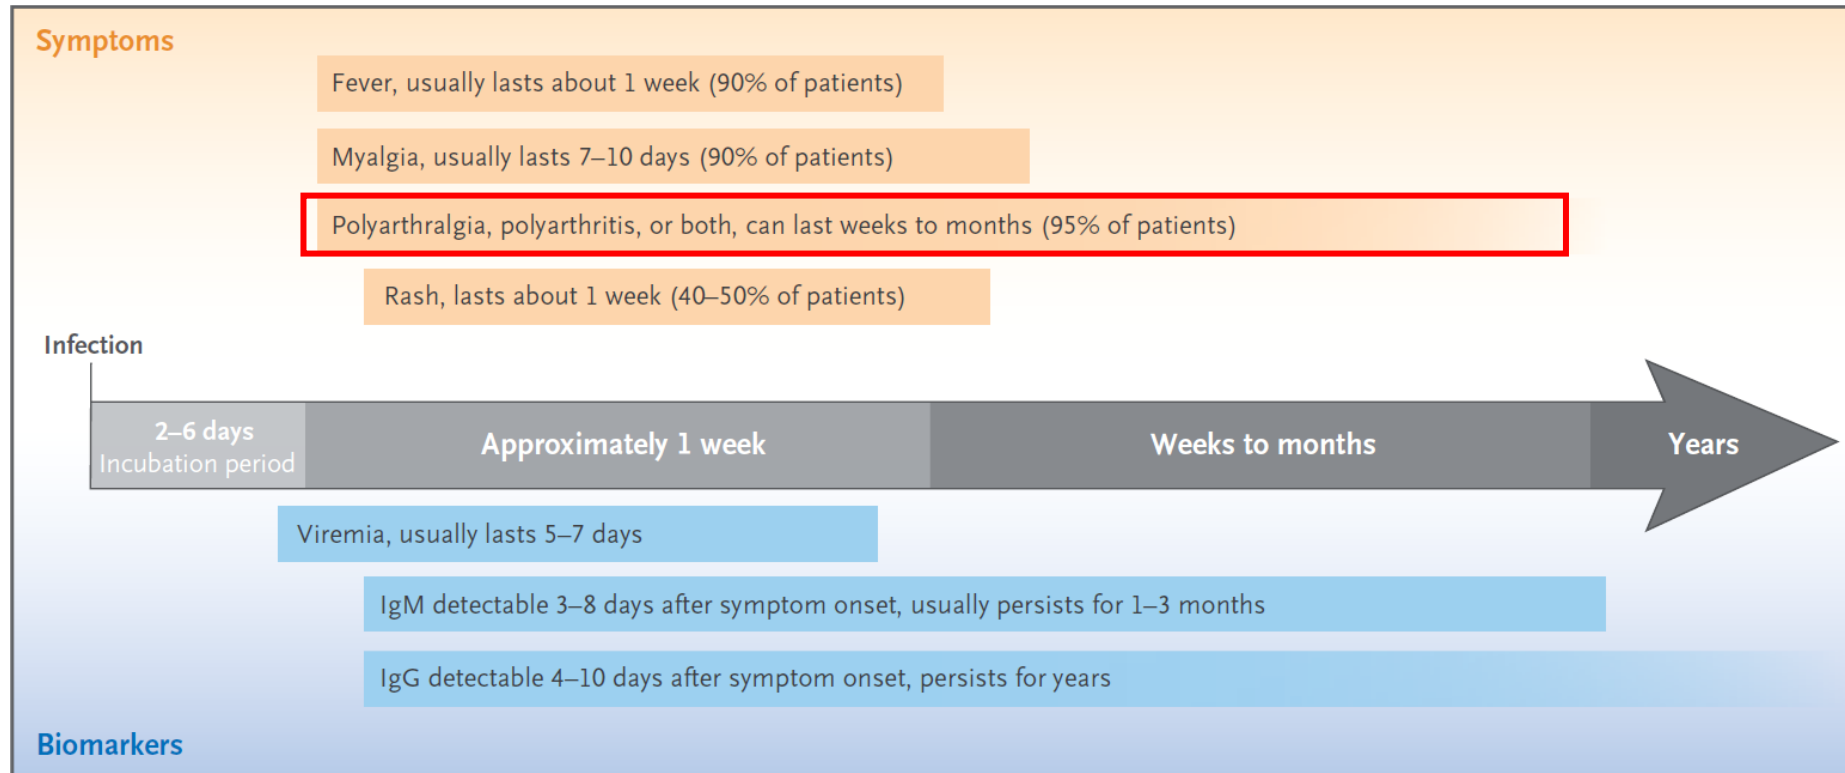 Symptoms
Fever, usually lasts about 1 week (90% of patients)
Myalgia, usually lasts 7–10 days (90% of patients)
Polyarthralgia, polyarthritis, or both, can last weeks to months (95% of patients)
Rash, lasts about 1 week (40–50% of patients)
Infection
2–6 days
Incubation period
Approximately 1 week
Weeks to months
Years
Viremia, usually lasts 5–7 days
IgM detectable 3–8 days after symptom onset, usually persists for 1–3 months
IgG detectable 4–10 days after symptom onset, persists for years
Biomarkers